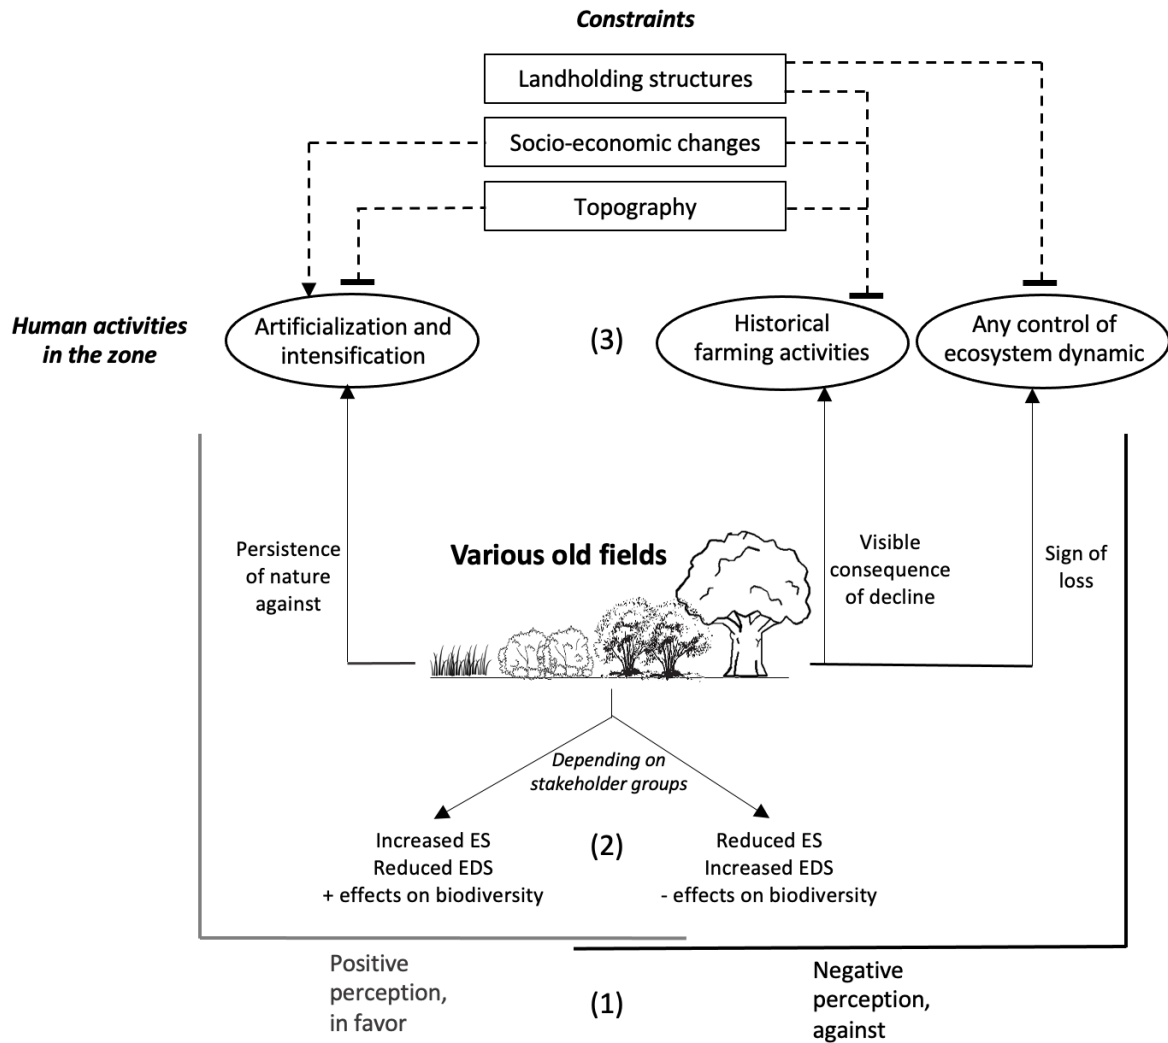 Constraints
Landholding structures
Socio-economic changes
Topography
Human activities
in the zone
Artificialization and
intensification
(3)
Historical
farming activities
Any control of
ecosystem dynamic
Persistence
of nature
against
Various old fields
Visible
consequence
of decline
Sign of
loss
Depending on
stakeholder groups
Increased ES
Reduced EDS
+ effects on biodiversity
(2)
Reduced ES
Increased EDS
- effects on biodiversity
Positive
perception,
in favor
(1)
Negative
perception,
against